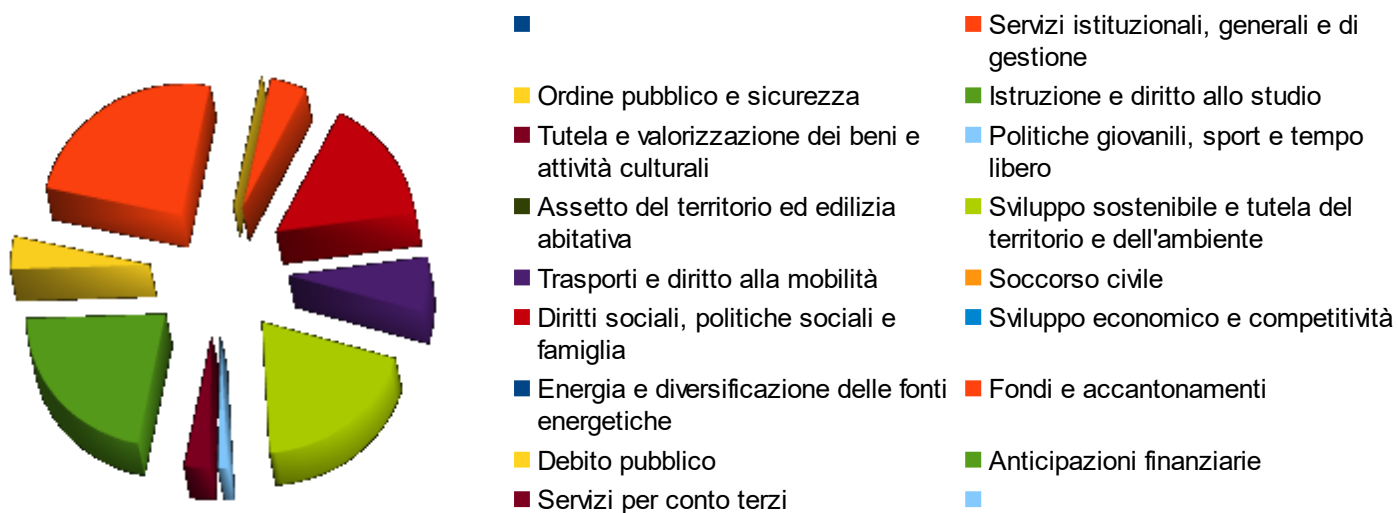 Servizi istituzionali, generali e di
gestione
Ordine pubblico e sicurezza
Istruzione e diritto allo studio
Tutela e valorizzazione dei beni e
attività culturali
Politiche giovanili, sport e tempo
libero
Assetto del territorio ed edilizia
abitativa
Sviluppo sostenibile e tutela del
territorio e dell'ambiente
Trasporti e diritto alla mobilità
Soccorso civile
Diritti sociali, politiche sociali e
famiglia
Sviluppo economico e competitività
Energia e diversificazione delle fonti
energetiche
Fondi e accantonamenti
Debito pubblico
Anticipazioni finanziarie
Servizi per conto terzi